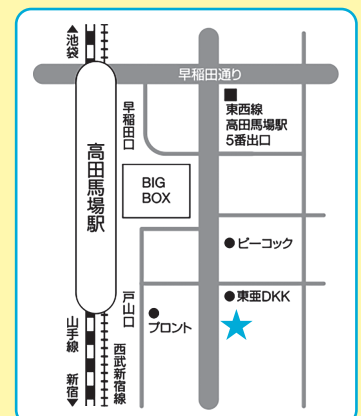 ▲池袋
早稲田通り
早稲田口
東西線
高田馬場駅
5番出口
高田馬場駅
BIG
BOX
ピーコック
戸山口
東亜DKK
プロント
山手線
西武新宿線
新宿▼